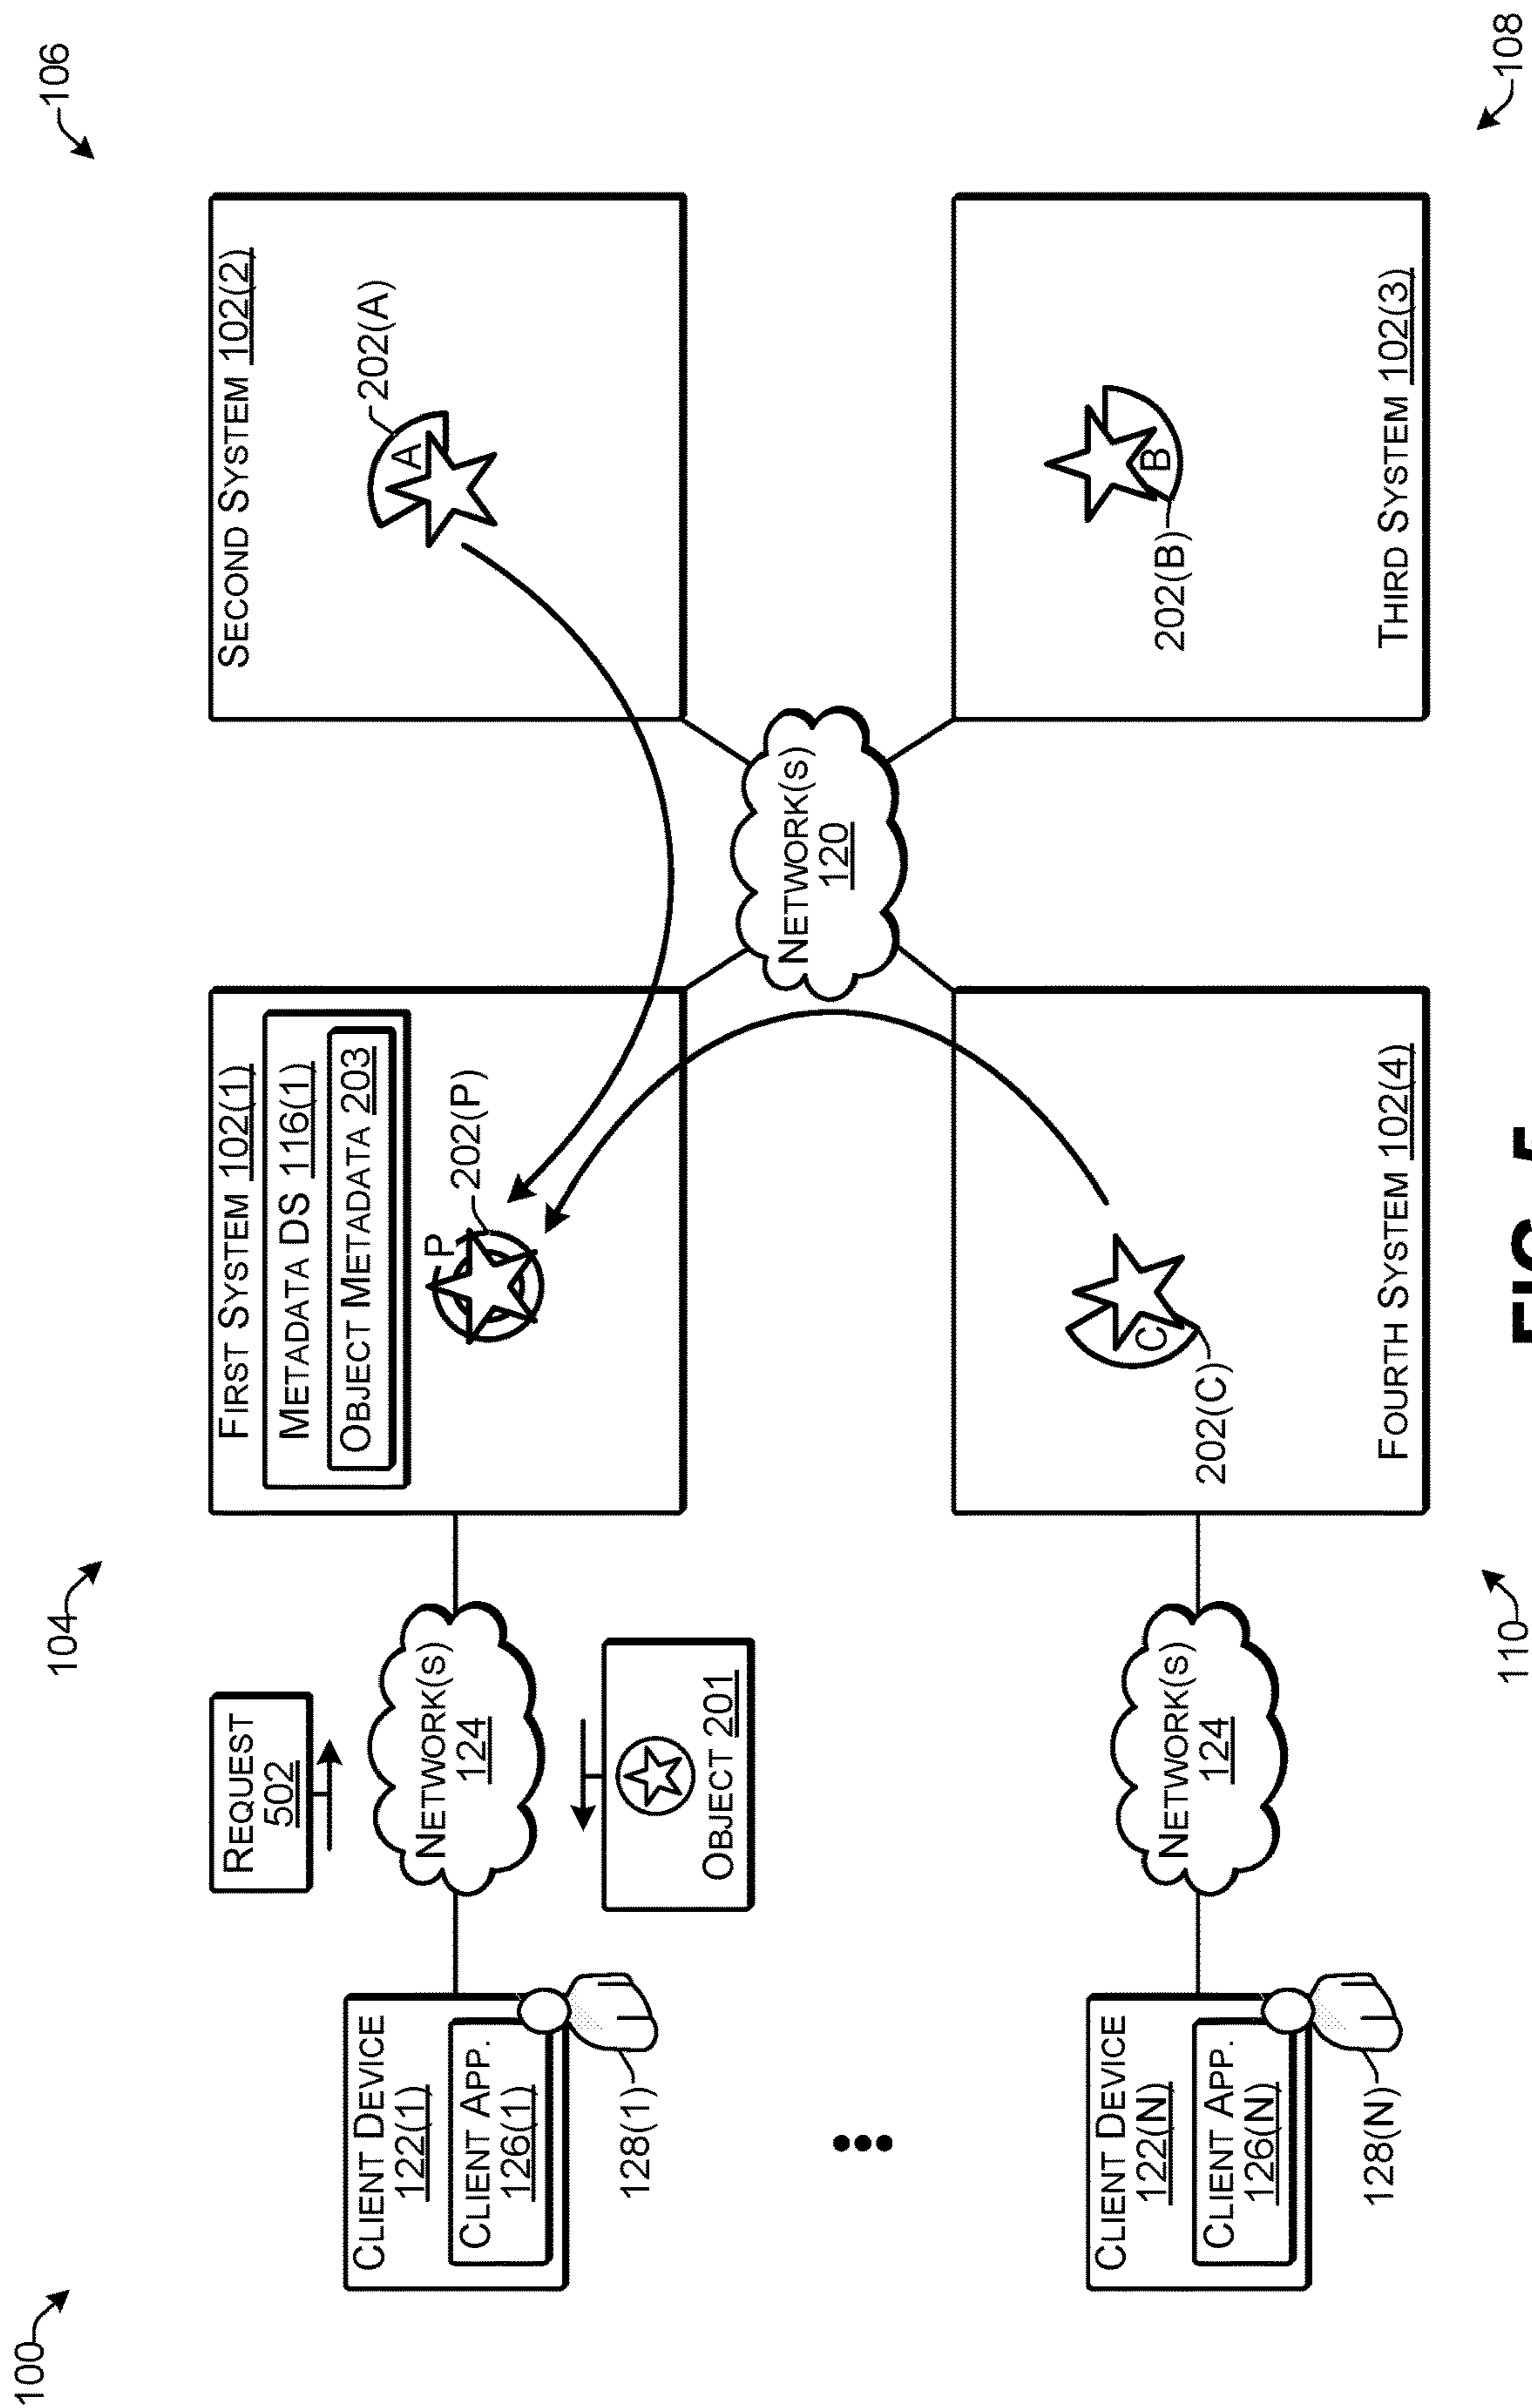 100
104
106
REQUEST
502
FIRST SYSTEM 102(1)
METADATA DS 116(1)
OBJECT METADATA 203
P
202(P)
SECOND SYSTEM 102(2)
A
202(A)
CLIENT DEVICE
122(1)
CLIENT APP.
126(1)
128(1)
NETWORK(S)
124
OBJECT 201
NETWORK(S)
120
CLIENT DEVICE
122(N)
CLIENT APP.
126(N)
128(N)
NETWORK(S)
124
C
202(C)
FOURTH SYSTEM 102(4)
B
202(B)
THIRD SYSTEM 102(3)
110
108